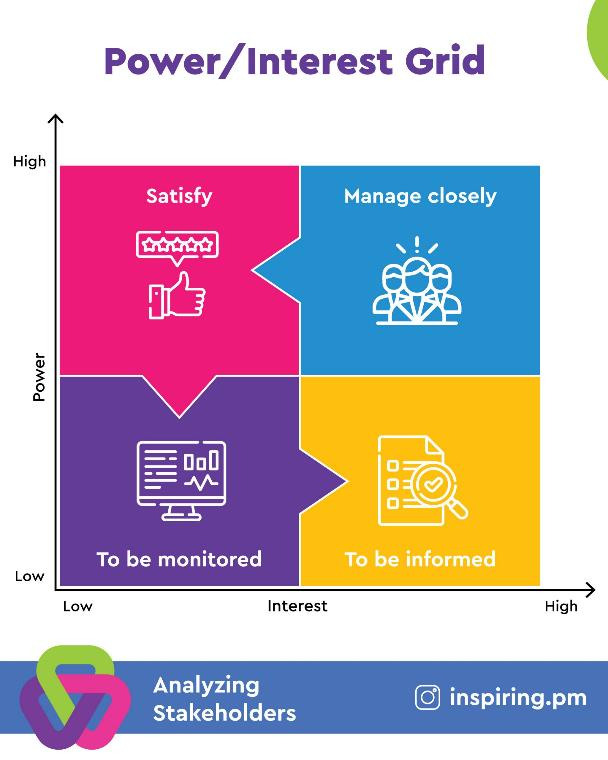 Power/Interest Grid
High
Satisfy
Manage closely
Power
To be monitored
To be informed
Low
Low
Interest
High
Analyzing
Stakeholders
inspiring.pm